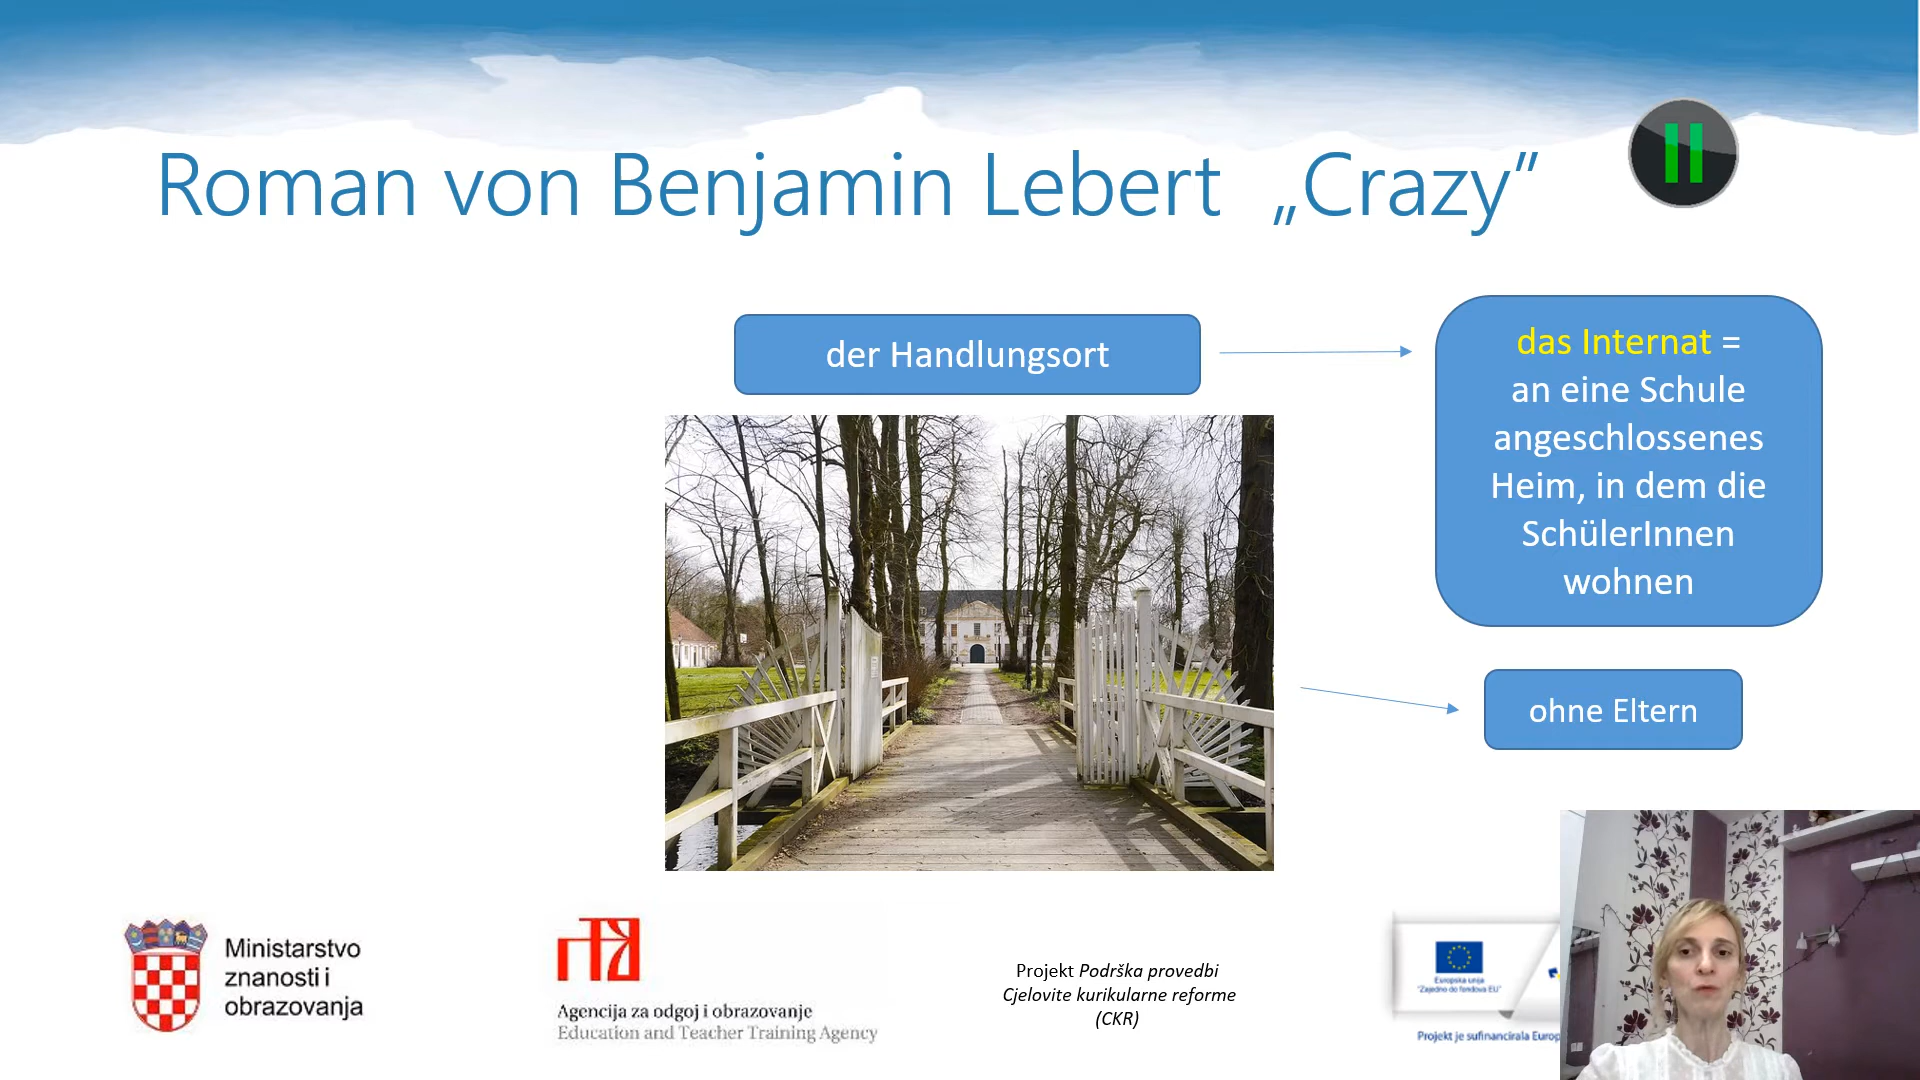 Roman von Benjamin Lebert „Crazy”
der Handlungsort
das Internat =
an eine Schule
angeschlossenes
Heim, in dem die
SchülerInnen
wohnen
ohne Eltern
Ministarstvo
znanosti i
obrazovanja
Agencija za odgoj i obrazovanje
Education and Teacher Training Agency
Projekt Podrška provedbi
Cjelovite kurikularne reforme
(CKR)
Europska unija
"Zajedno do fondova EU"
Projekt je sufinancirala Europ